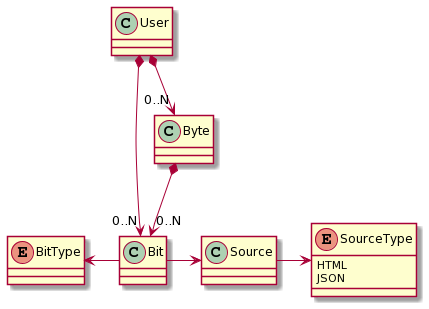 C User
0..N
C Byte
0..N
0..N
E BitType
C Bit
C Source
E SourceType
HTML
JSON